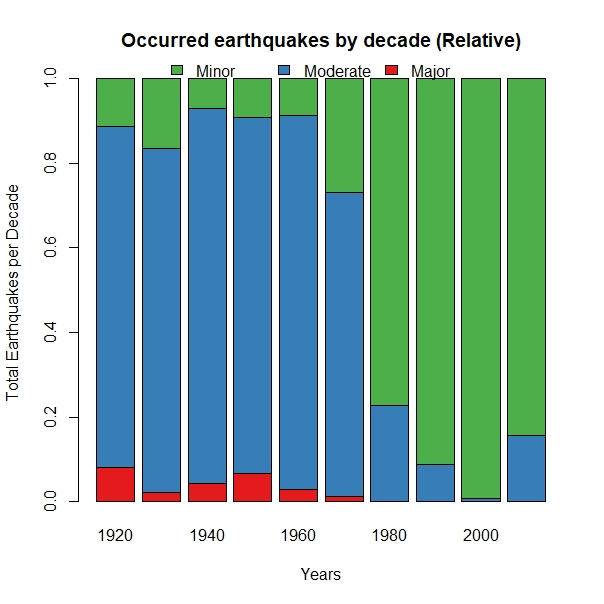 Occurred earthquakes by decade (Relative)
Minor Moderate Major
Total Earthquakes per Decade
1.0
0.8
0.6
0.4
0.2
0.0
1920 1940 1960 1980 2000
Years